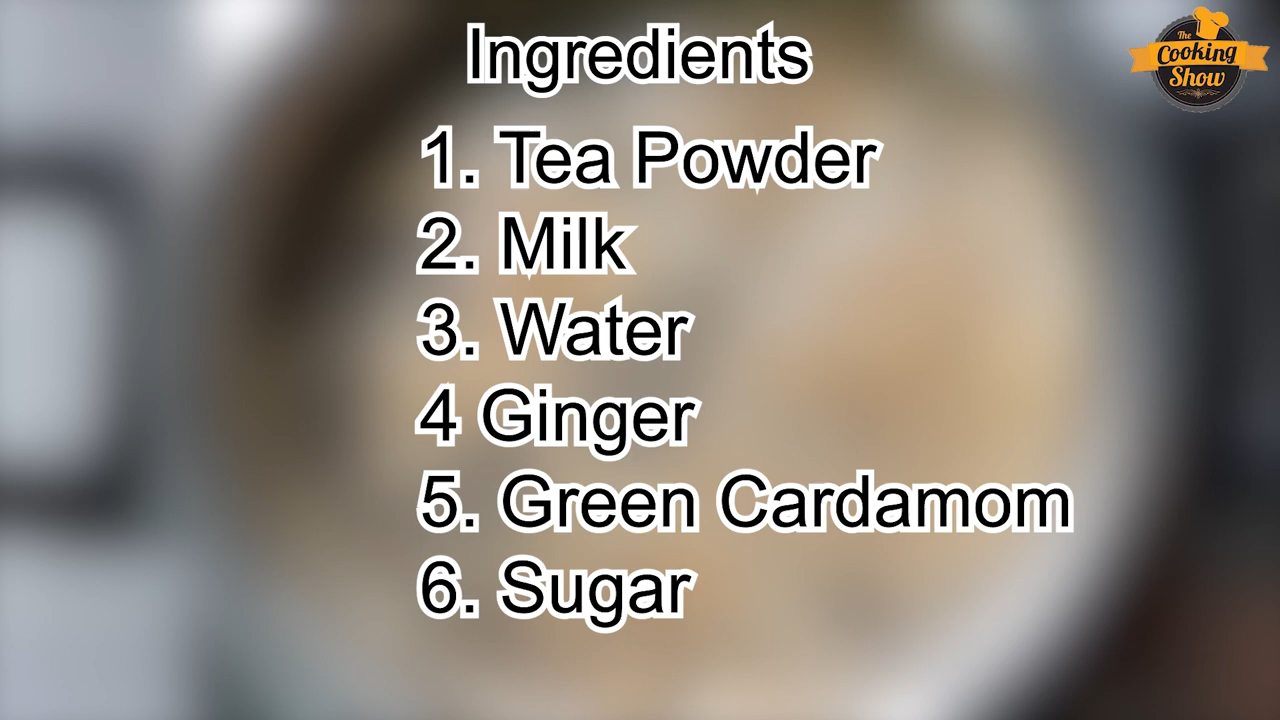 Ingredients
1. Tea Powder
2. Milk
3. Water
4 Ginger
5. Green Cardamom
6. Sugar
The
Cooking
Show